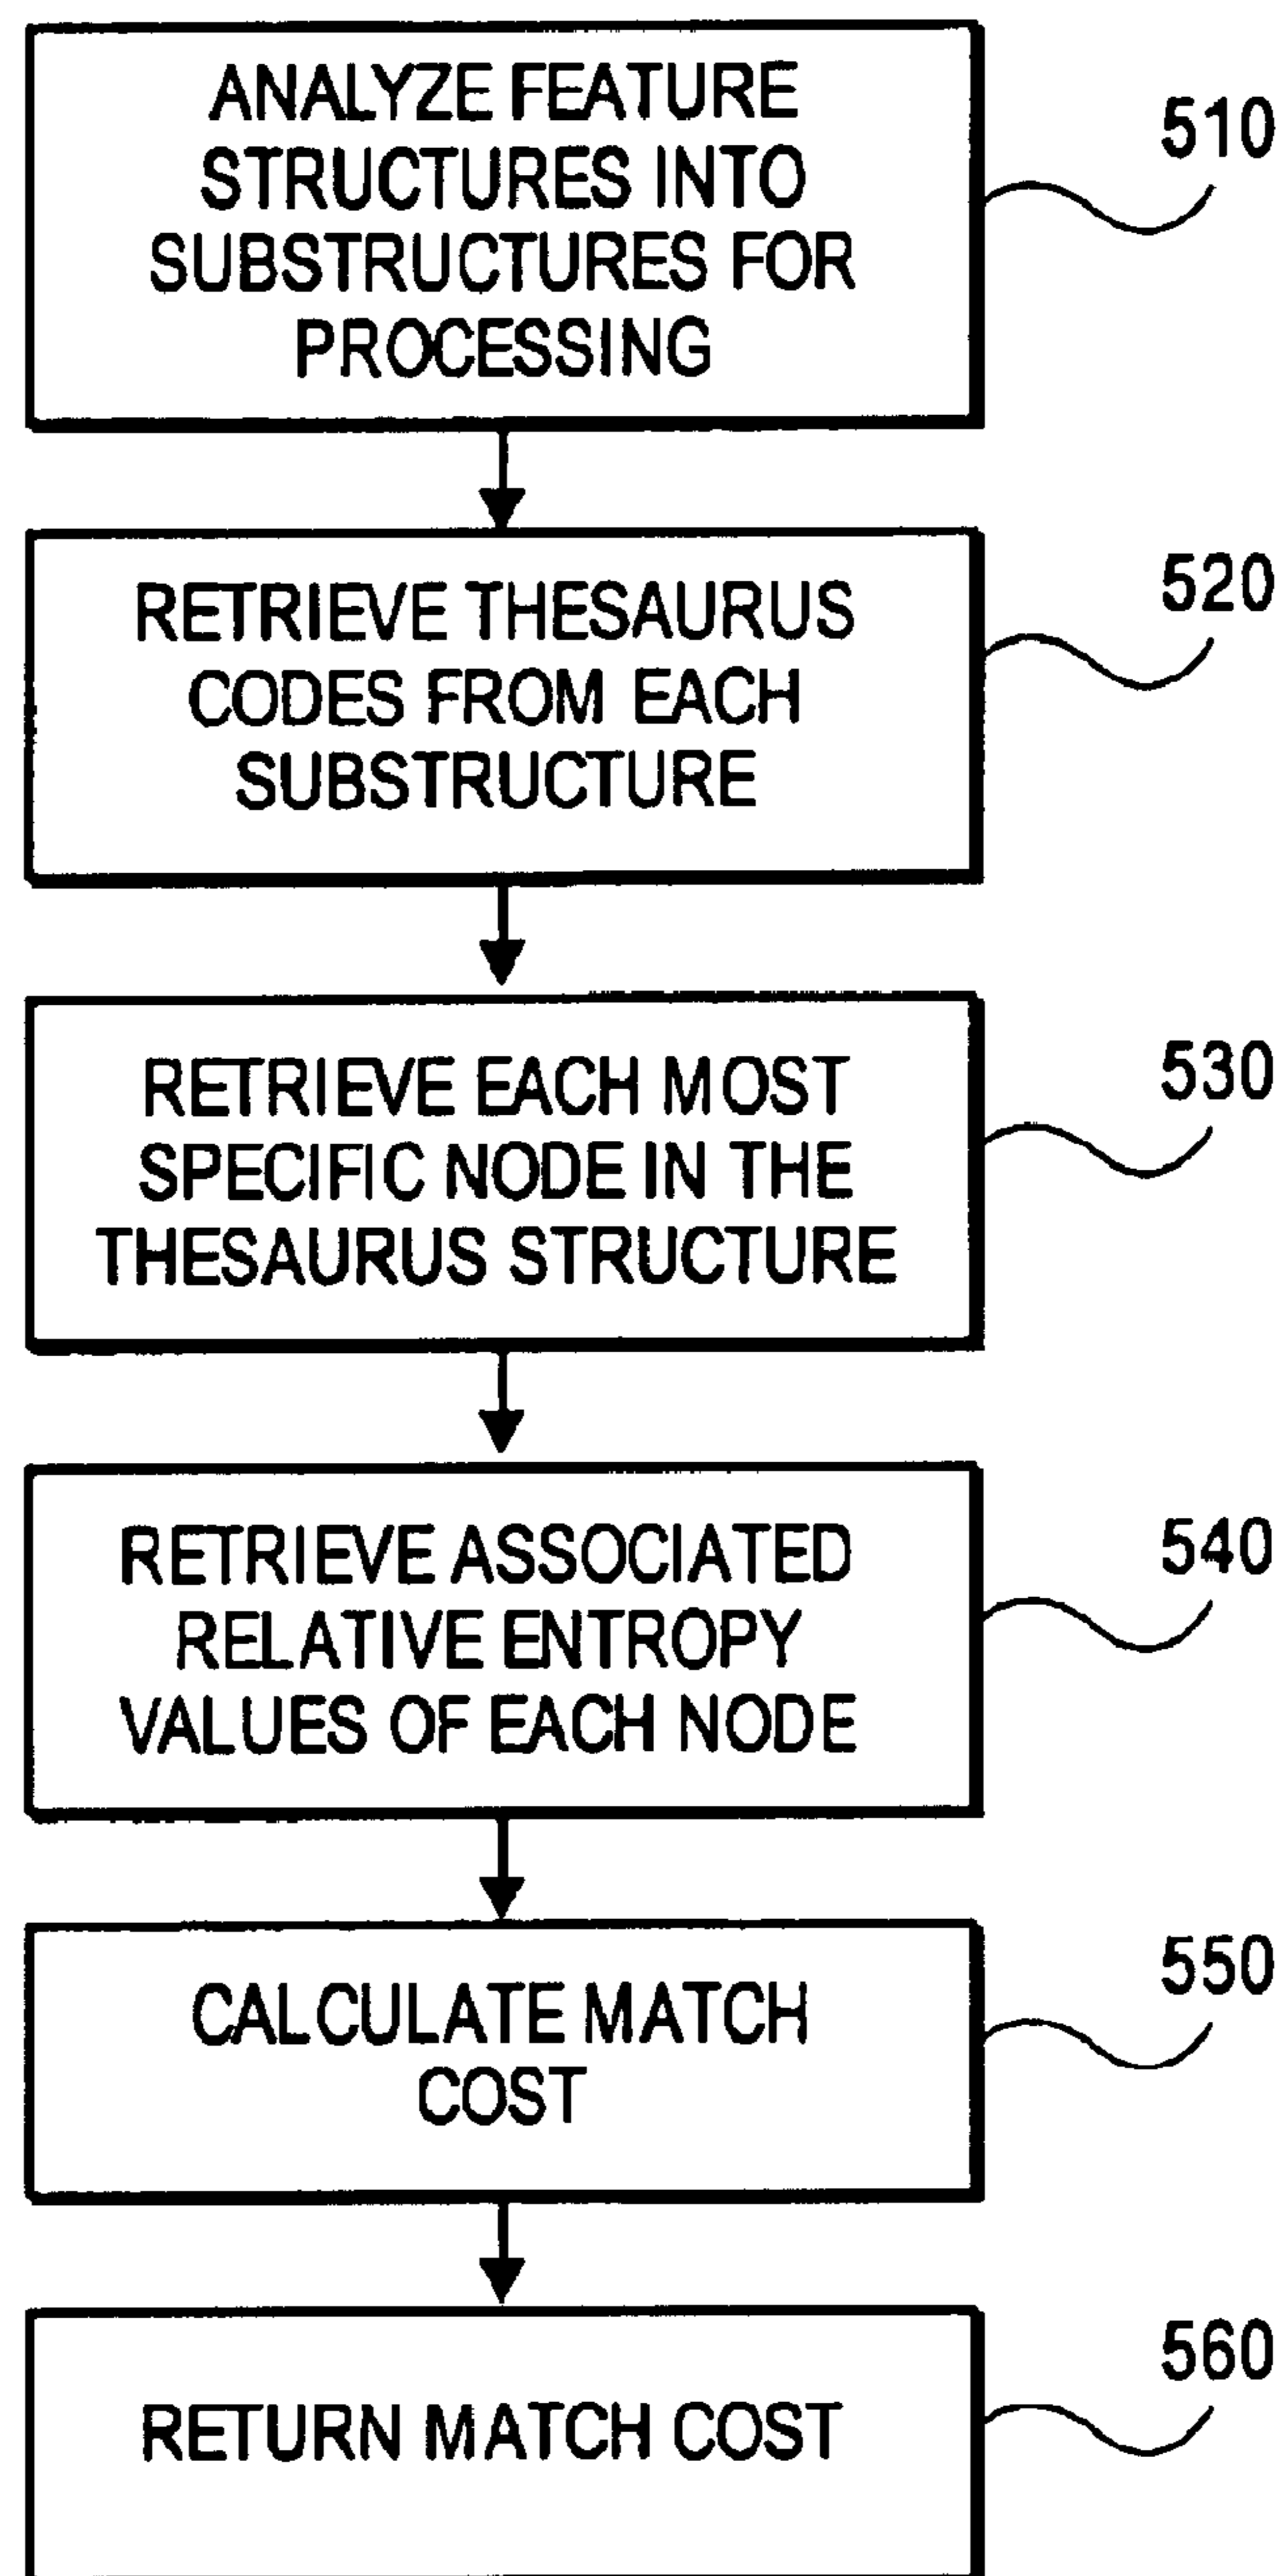 ANALYZE FEATURE
STRUCTURES INTO
SUBSTRUCTURES FOR
PROCESSING
510
RETRIEVE THESAURUS
CODES FROM EACH
SUBSTRUCTURE
520
RETRIEVE EACH MOST
SPECIFIC NODE IN THE
THESAURUS STRUCTURE
530
RETRIEVE ASSOCIATED
RELATIVE ENTROPY
VALUES OF EACH NODE
540
CALCULATE MATCH
COST
550
RETURN MATCH COST
560